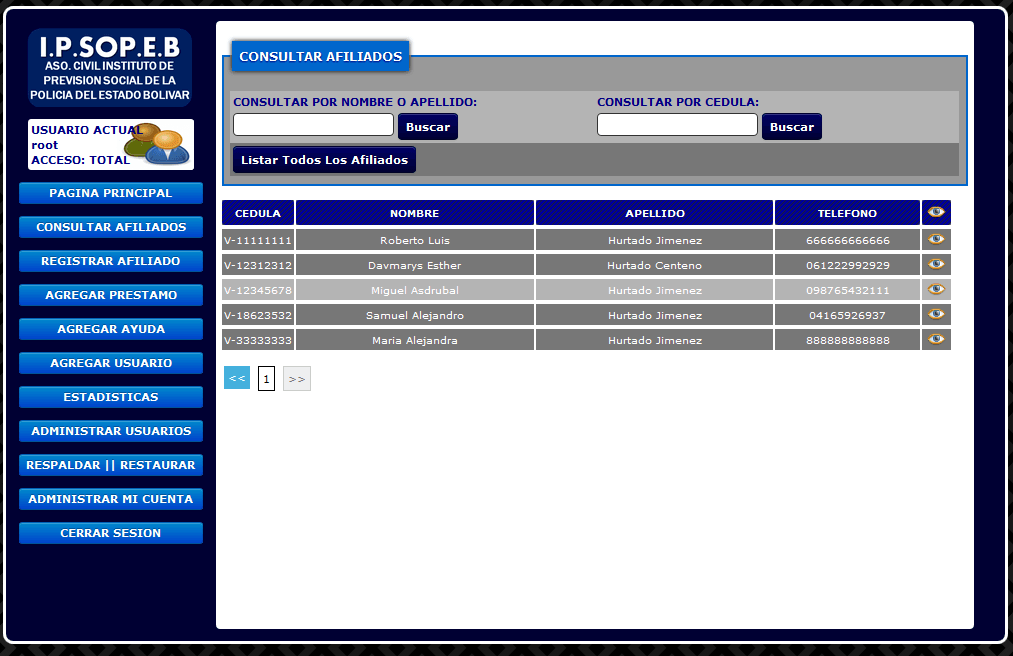 I.P.SOP.E.B
ASO. CIVIL INSTITUTO DE
PREVISION SOCIAL DE LA
POLICIA DEL ESTADO BOLIVAR
USUARIO ACTUAL
root
ACCESO: TOTAL
PAGINA PRINCIPAL
CONSULTAR AFILIADOS
REGISTRAR AFILIADO
AGREGAR PRESTAMO
AGREGAR AYUDA
AGREGAR USUARIO
ESTADISTICAS
ADMINISTRAR USUARIOS
RESPALDAR || RESTAURAR
ADMINISTRAR MI CUENTA
CERRAR SESION
CONSULTAR AFILIADOS
CONSULTAR POR NOMBRE O APELLIDO: CONSULTAR POR CEDULA:
Buscar Buscar
Listar Todos Los Afiliados
CEDULA NOMBRE APELLIDO TELEFONO
V-11111111 Roberto Luis Hurtado Jimenez 666666666666
V-12312312 Davmarys Esther Hurtado Centeno 061222992929
V-12345678 Miguel Asdrubal Hurtado Jimenez 098765432111
V-18623532 Samuel Alejandro Hurtado Jimenez 04165926937
V-33333333 Maria Alejandra Hurtado Jimenez 888888888888
<< 1 >>